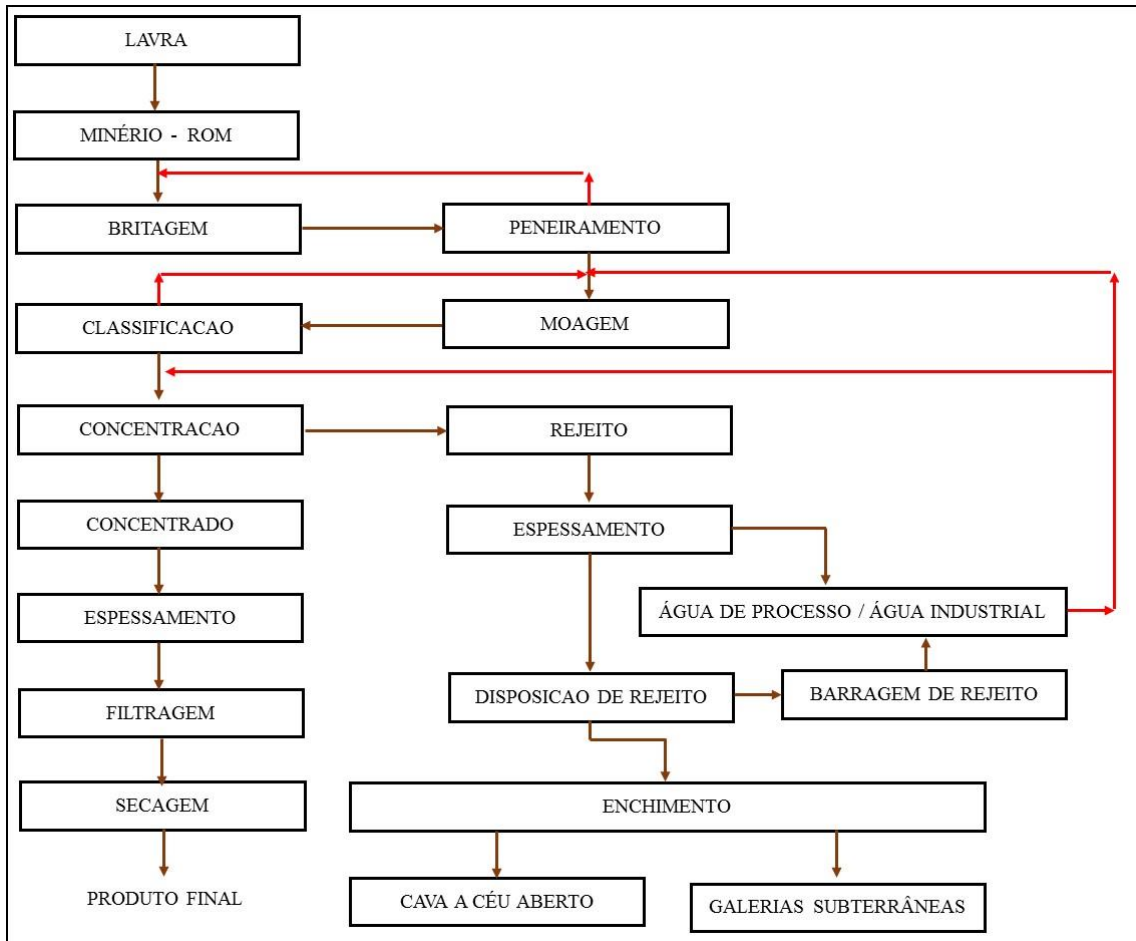 LAVRA
MINÉRIO - ROM
BRITAGEM
PENEIRAMENTO
CLASSIFICACAO
MOAGEM
CONCENTRACAO
REJEITO
CONCENTRADO
ESPESSAMENTO
ESPESSAMENTO
ÁGUA DE PROCESSO / ÁGUA INDUSTRIAL
FILTRAGEM
DISPOSICAO DE REJEITO
BARRAGEM DE REJEITO
SECAGEM
ENCHIMENTO
PRODUTO FINAL
CAVA A CÉU ABERTO
GALERIAS SUBTERRÂNEAS